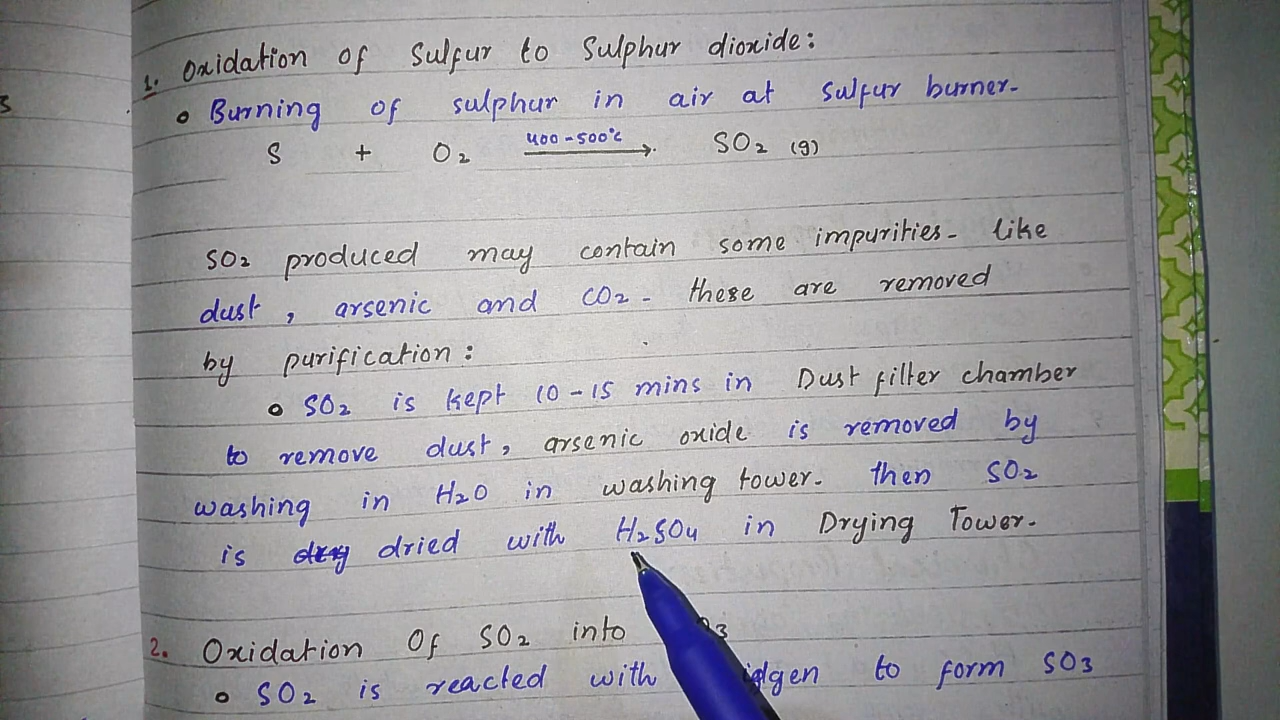 1. Oxidation of Sulfur to Sulphur dioxide:
• Burning of sulphur in air at sulfur burner.
S + O₂ 400-500°C → SO₂ (g)
SO₂ produced may contain some impurities. like
dust, arsenic and CO₂. these are removed
by purification:
• SO₂ is kept 10-15 mins in Dust filter chamber
to remove dust, arsenic oxide is removed by
washing in H₂O in washing tower. then SO₂
is dried with H₂SO₄ in Drying Tower.
2. Oxidation Of SO₂ into
• SO₂ is reacted with to form SO₃